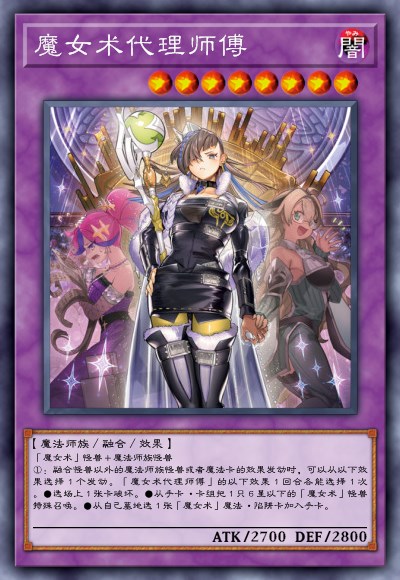 魔女术代理师傅
やみ
闇
【魔法师族／融合／效果】
「魔女术」怪兽＋魔法师族怪兽
①：融合怪兽以外的魔法师族怪兽或者魔法卡的效果发动时，可以从以下效
果选择１个发动。「魔女术代理师傅」的以下效果１回合各能选择１次
。●选场上１张卡破坏。●从手卡・卡组把１只６星以下的「魔女术」怪兽
特殊召唤。●从自己墓地选１张「魔女术」魔法・陷阱卡加入手卡。
ATK/2700 DEF/2800